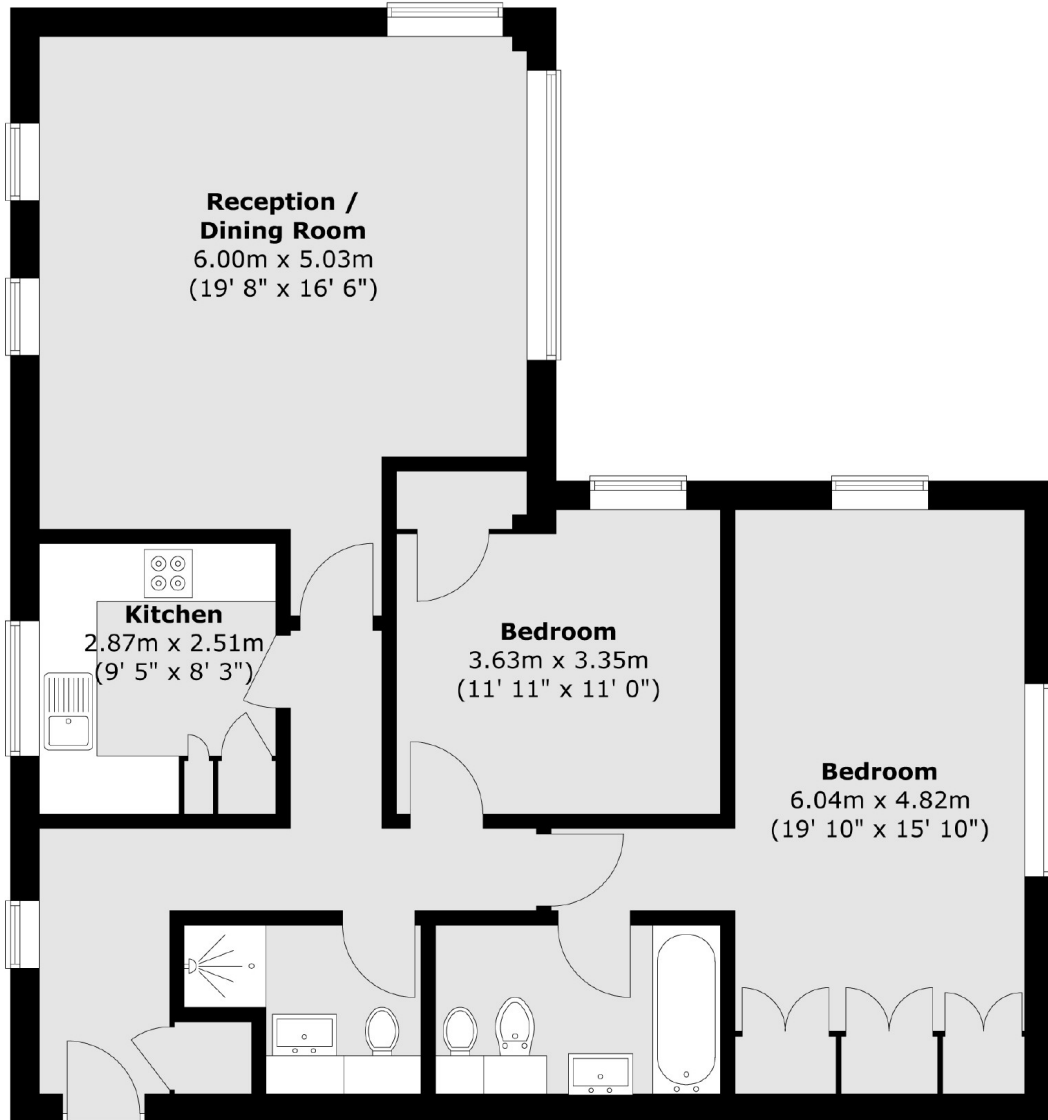 Reception /
Dining Room
6.00m x 5.03m
(19' 8" x 16' 6")
Kitchen
2.87m x 2.51m
(9' 5" x 8' 3")
Bedroom
3.63m x 3.35m
(11' 11" x 11' 0")
Bedroom
6.04m x 4.82m
(19' 10" x 15' 10")